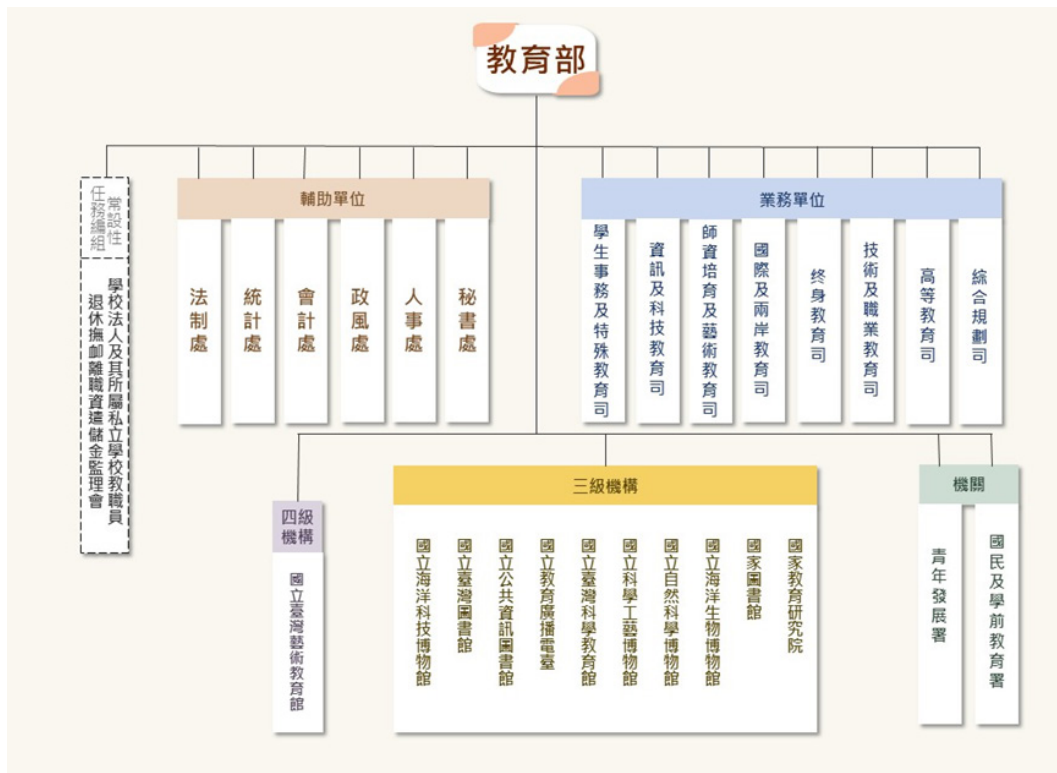 教育部
常設性
任務編組
學校法人及其所屬私立學校教職員
退休撫卹離職資遣儲金監理會
輔助單位
法制處
統計處
會計處
政風處
人事處
秘書處
業務單位
學生事務及特殊教育司
資訊及科技教育司
師資培育及藝術教育司
國際及兩岸教育司
終身教育司
技術及職業教育司
高等教育司
綜合規劃司
四級
機構
國立臺灣藝術教育館
三級機構
國立海洋科技博物館
國立臺灣圖書館
國立公共資訊圖書館
國立教育廣播電臺
國立臺灣科學教育館
國立科學工藝博物館
國立自然科學博物館
國立海洋生物博物館
國家圖書館
國家教育研究院
機關
青年發展署
國民及學前教育署